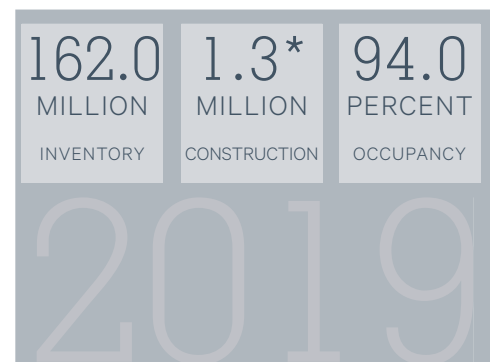 162.0
MILLION
INVENTORY
1.3*
MILLION
CONSTRUCTION
94.0
PERCENT
OCCUPANCY
2019